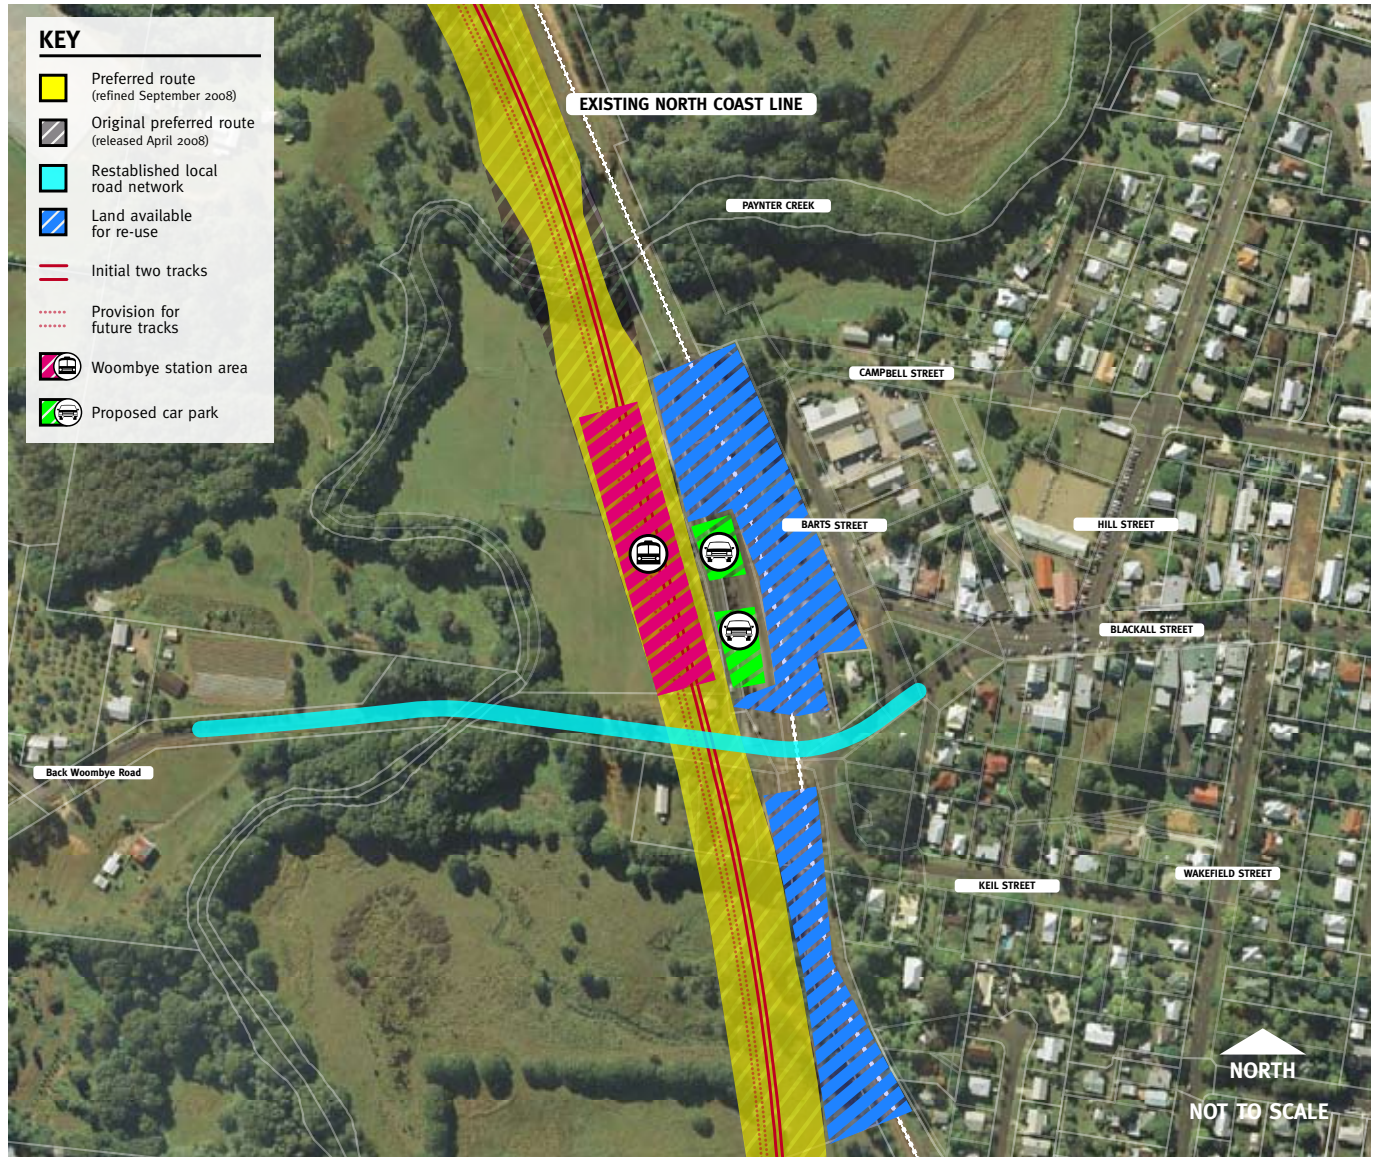 KEY
Preferred route
(refined September 2008)
Original preferred route
(released April 2008)
Restablished local
road network
Land available
for re-use
Initial two tracks
Provision for
future tracks
Woombye station area
Proposed car park
EXISTING NORTH COAST LINE
PAYNTER CREEK
CAMPBELL STREET
BARTS STREET
HILL STREET
BLACKALL STREET
Back Woombye Road
WAKEFIELD STREET
KEIL STREET
NORTH
NOT TO SCALE